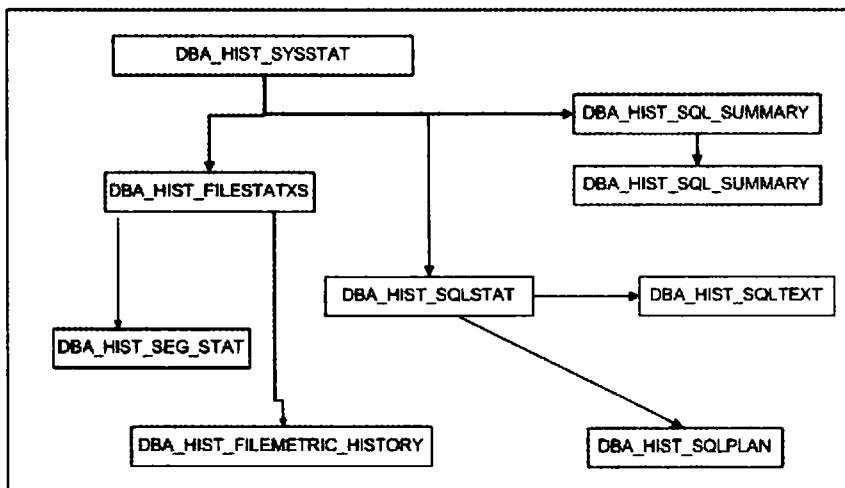 DBA_HIST_SYSSTAT
DBA_HIST_SQL_SUMMARY
DBA_HIST_FILESTATXS
DBA_HIST_SQL_SUMMARY
DBA_HIST_SQLSTAT
DBA_HIST_SQLTEXT
DBA_HIST_SEG_STAT
DBA_HIST_FILEMETRIC_HISTORY
DBA_HIST_SQLPLAN